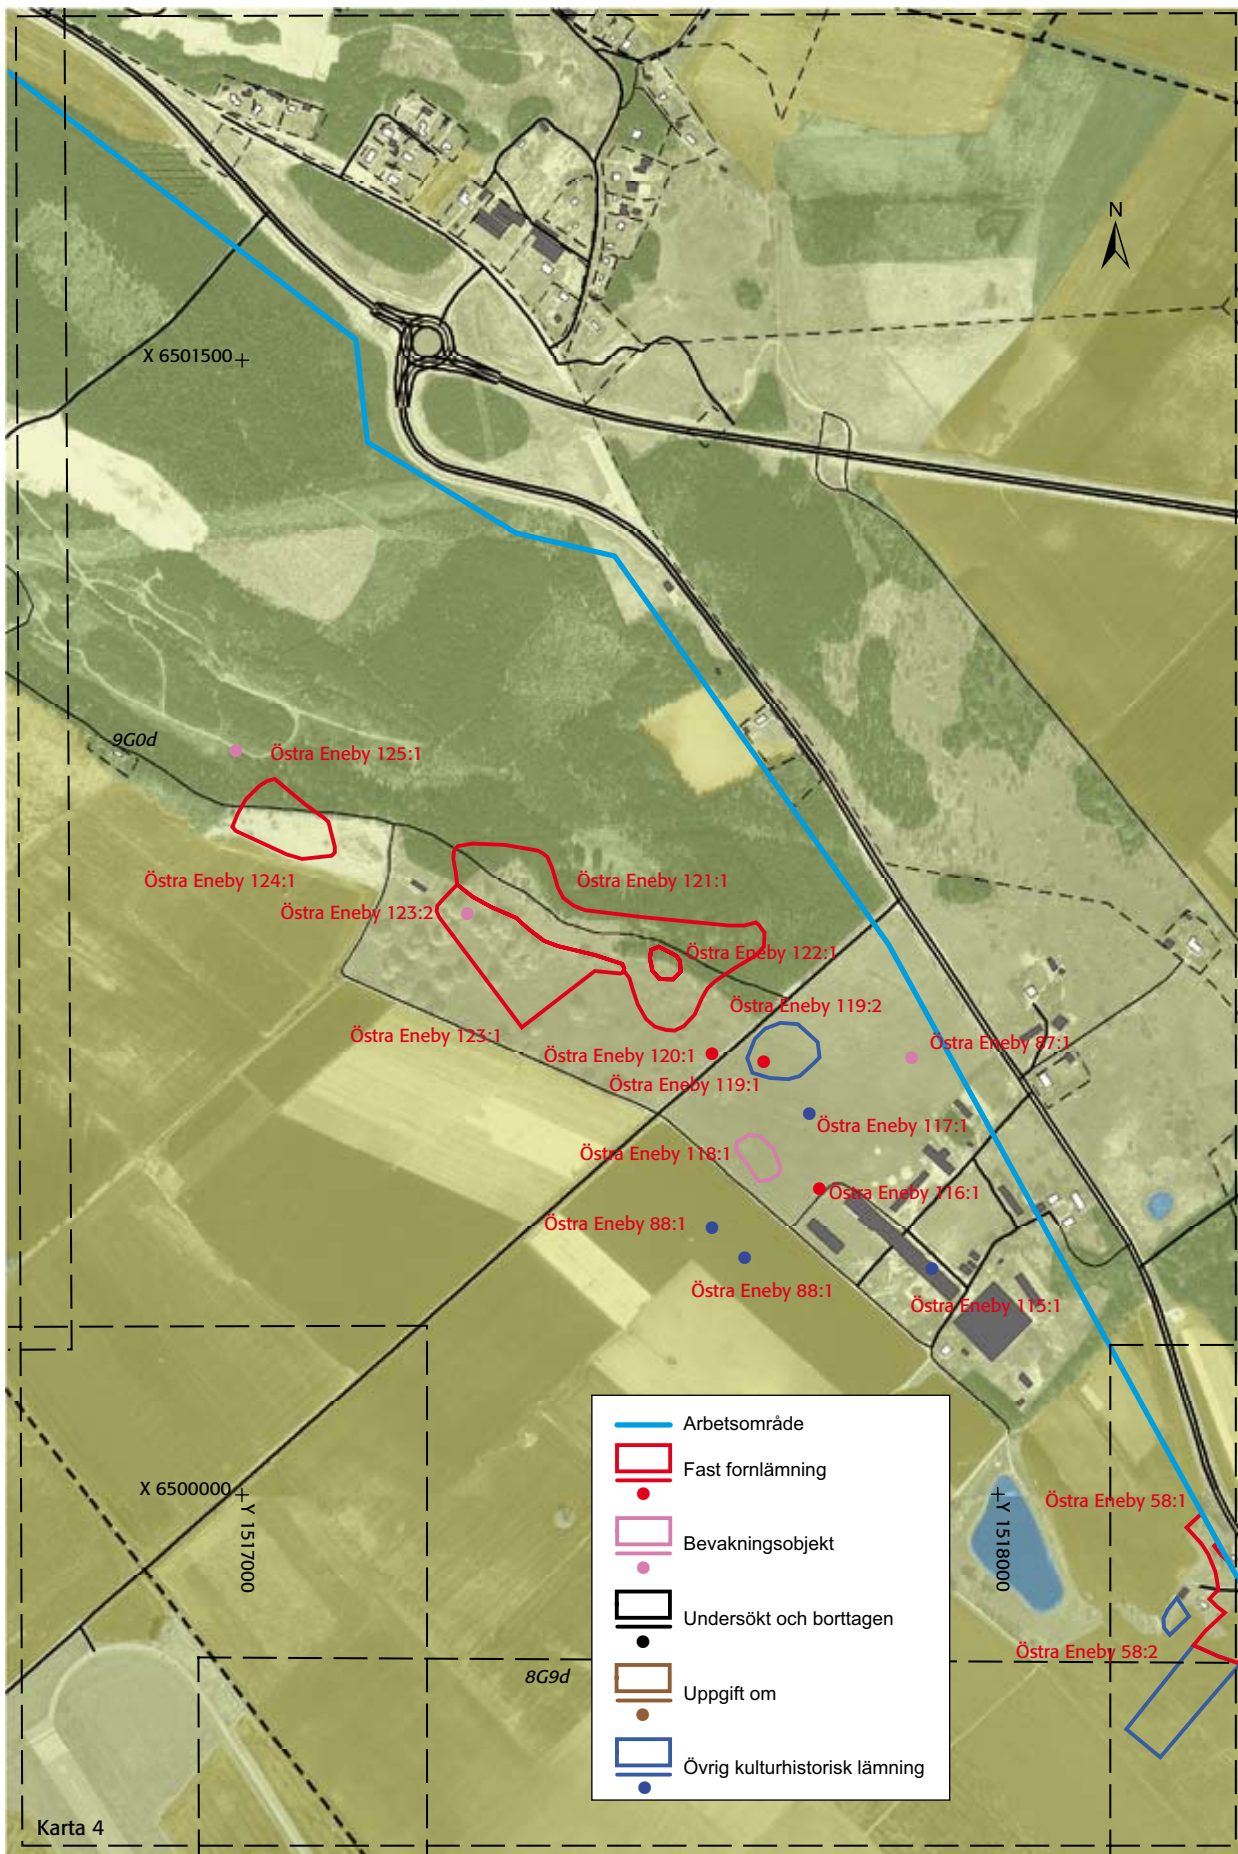 N
X 6501500
9G0d
Östra Eneby 125:1
Östra Eneby 124:1
Östra Eneby 121:1
Östra Eneby 123:2
Östra Eneby 122:1
Östra Eneby 119:2
Östra Eneby 123:1
Östra Eneby 87:1
Östra Eneby 120:1
Östra Eneby 119:1
Östra Eneby 117:1
Östra Eneby 118:1
Östra Eneby 116:1
Östra Eneby 88:1
Östra Eneby 88:1
Östra Eneby 115:1
Arbetsområde
Fast fornlämning
X 6500000
Y 1517000
Y 1518000
Östra Eneby 58:1
Bevakningsobjekt
Undersökt och borttagen
Östra Eneby 58:2
8G9d
Uppgift om
Övrig kulturhistorisk lämning
Karta 4